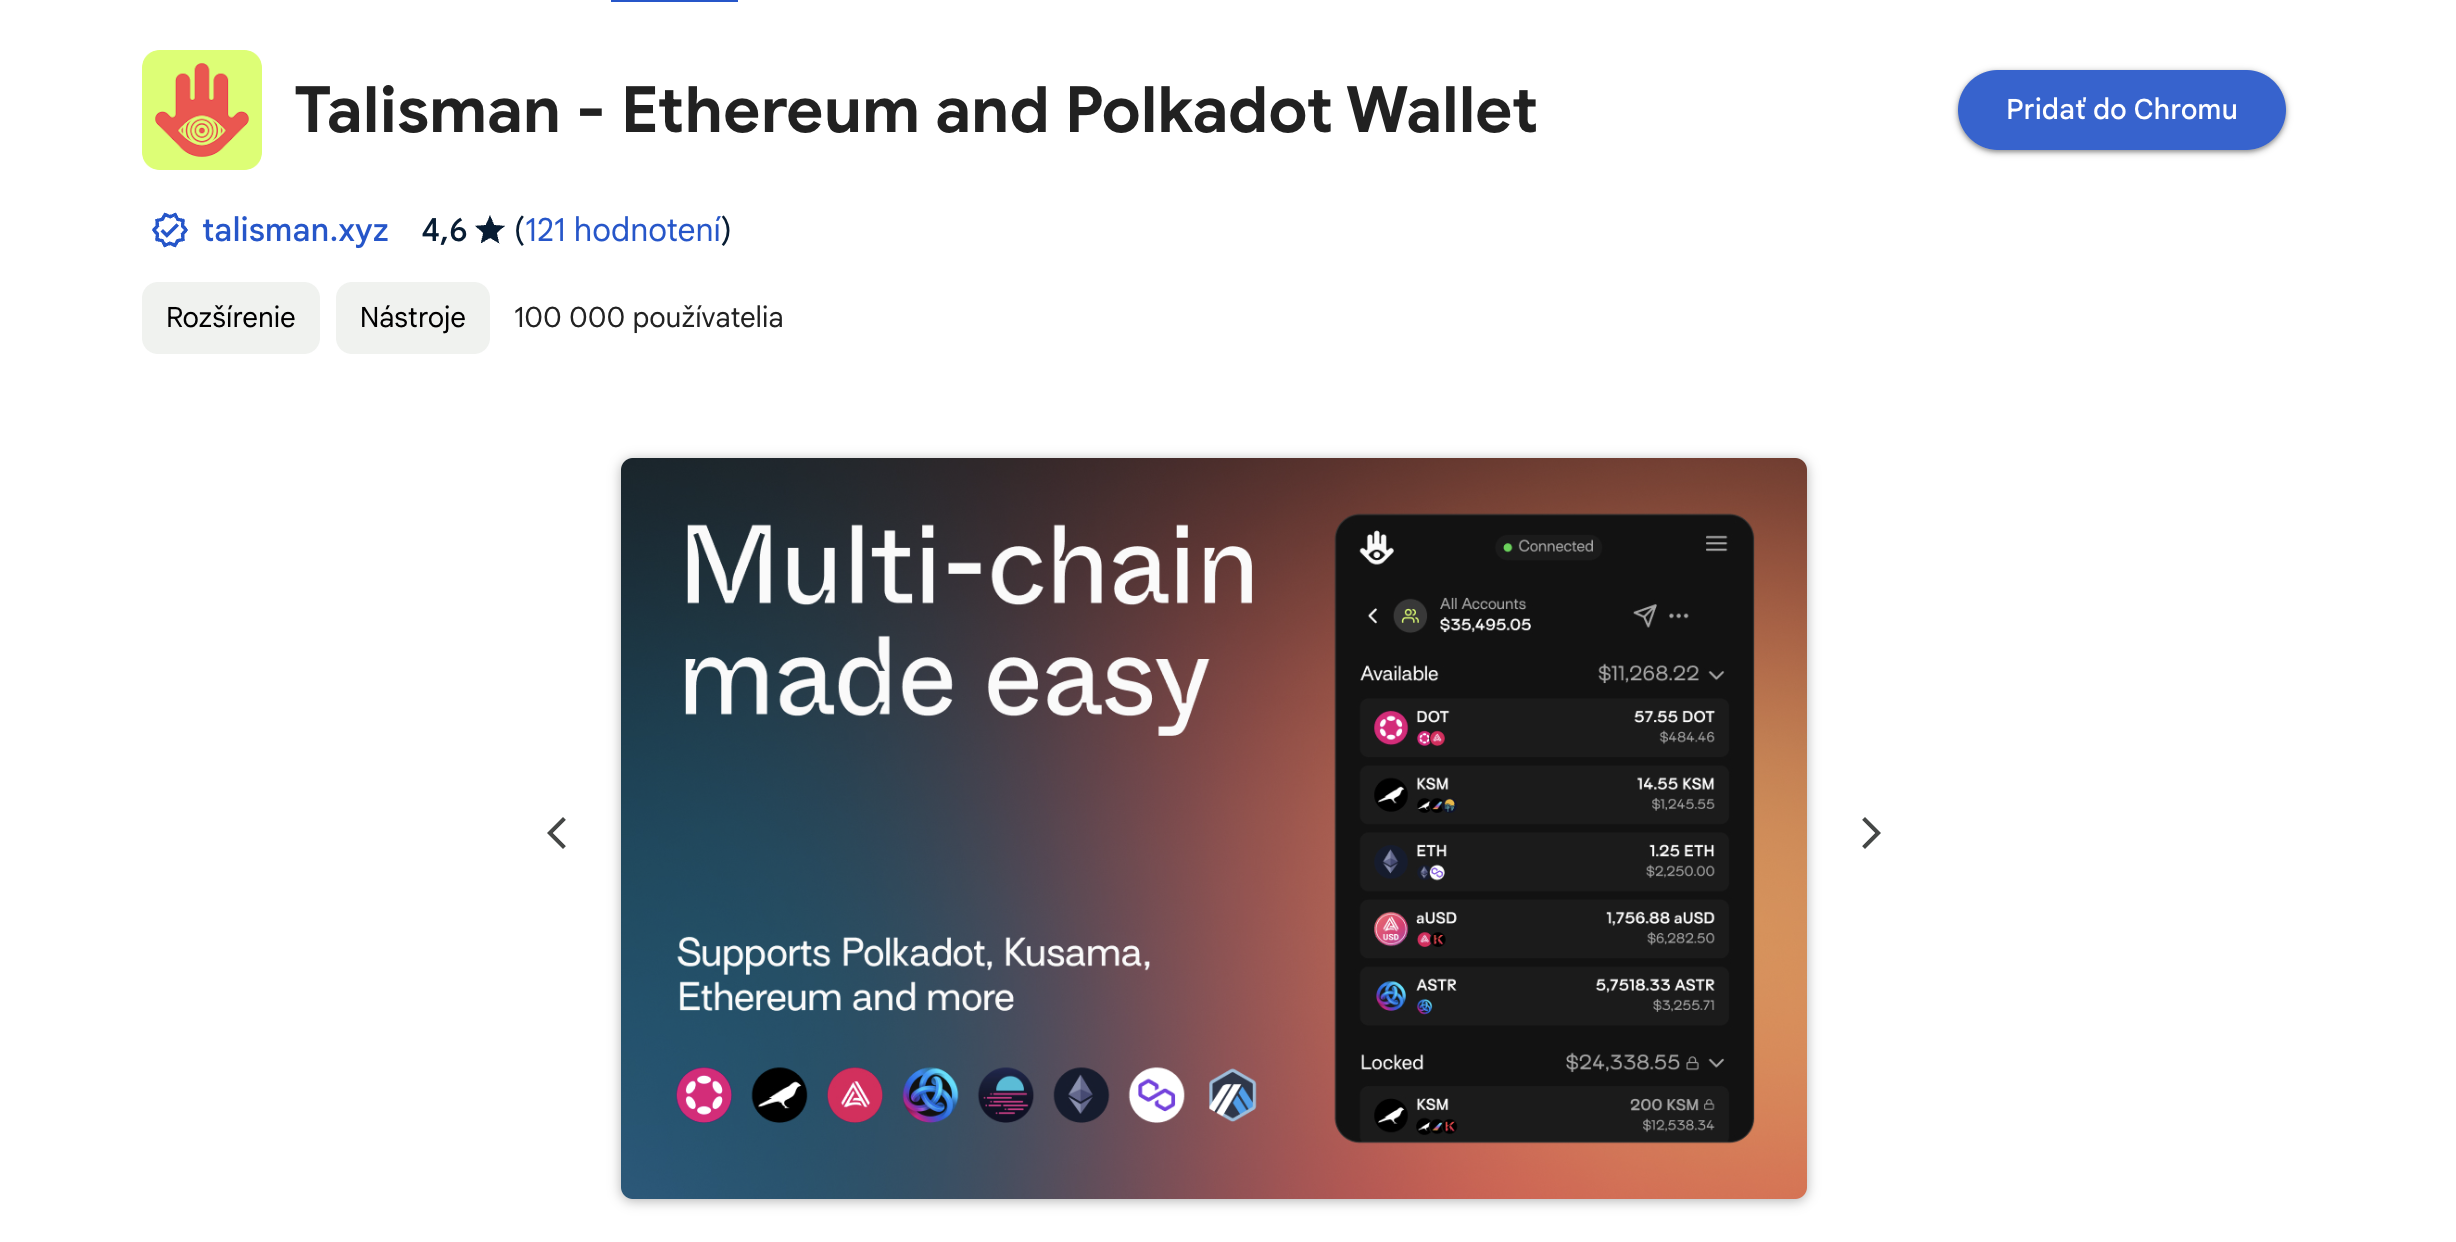 Talisman - Ethereum and Polkadot Wallet
Pridať do Chromu
talisman.xyz 4,6 ★ (121 hodnotení)
Rozšírenie Nástroje 100 000 používatelia
Multi-chain
made easy
Supports Polkadot, Kusama,
Ethereum and more
Connected
All Accounts
$35,495.05
Available $11,268.22
DOT 57.55 DOT
$484.46
KSM 14.55 KSM
$1,245.55
ETH 1.25 ETH
$2,250.00
aUSD 1,756.88 aUSD
USD $6,282.50
ASTR 5,7518.33 ASTR
$3,255.71
Locked $24,338.55
KSM 200 KSM
$12,538.34